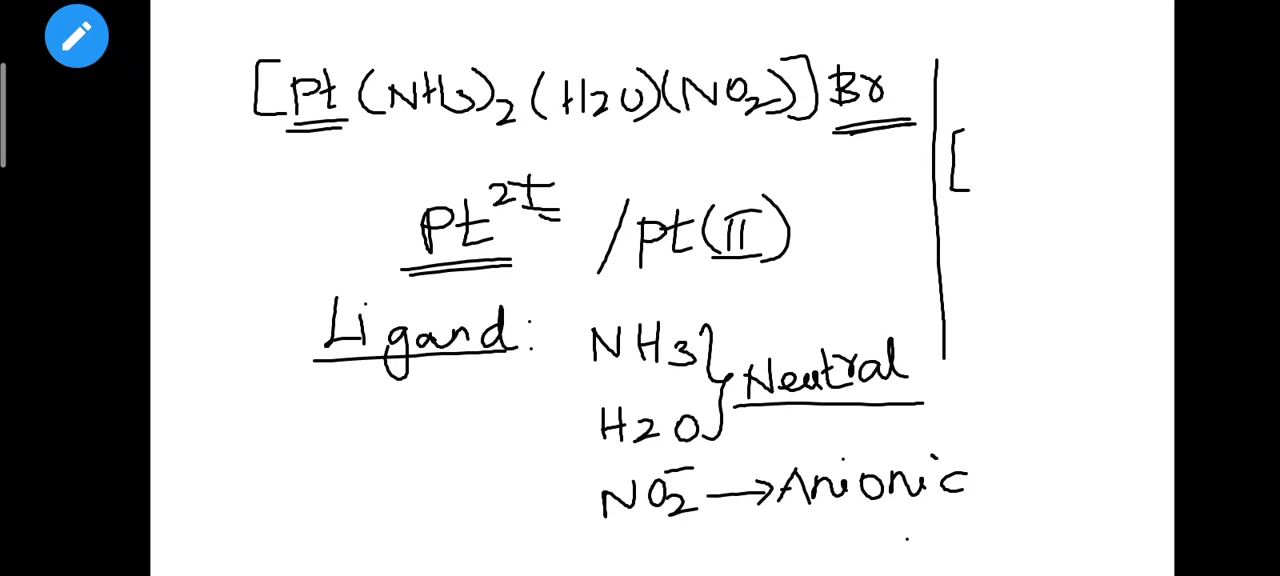 [Pt(NH3)2(H2O)(NO2)]Br
[
Pt2+ /Pt(II)
Ligand: NH3 } Neutral
H2O
NO2- → Anionic